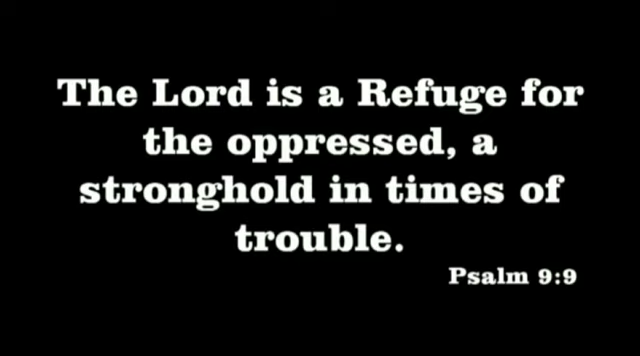 The Lord is a Refuge for
the oppressed, a
stronghold in times of
trouble.
Psalm 9:9